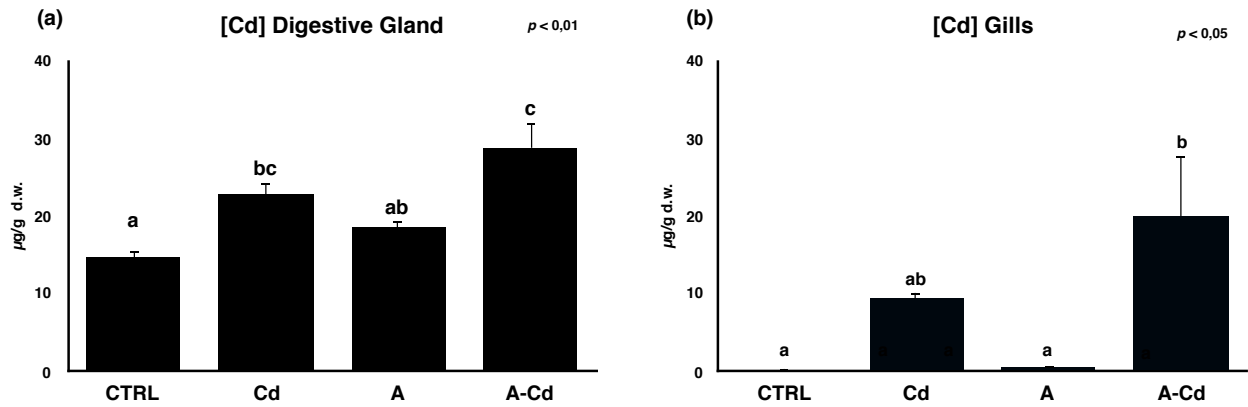 (a)
[Cd] Digestive Gland
p < 0,01
40
30
20
10
0
µg/g d.w.
a
bc
ab
c
CTRL
Cd
A
A-Cd
(b)
[Cd] Gills
p < 0,05
40
30
20
10
0
µg/g d.w.
a
ab
a
b
a
a
a
CTRL
Cd
A
A-Cd